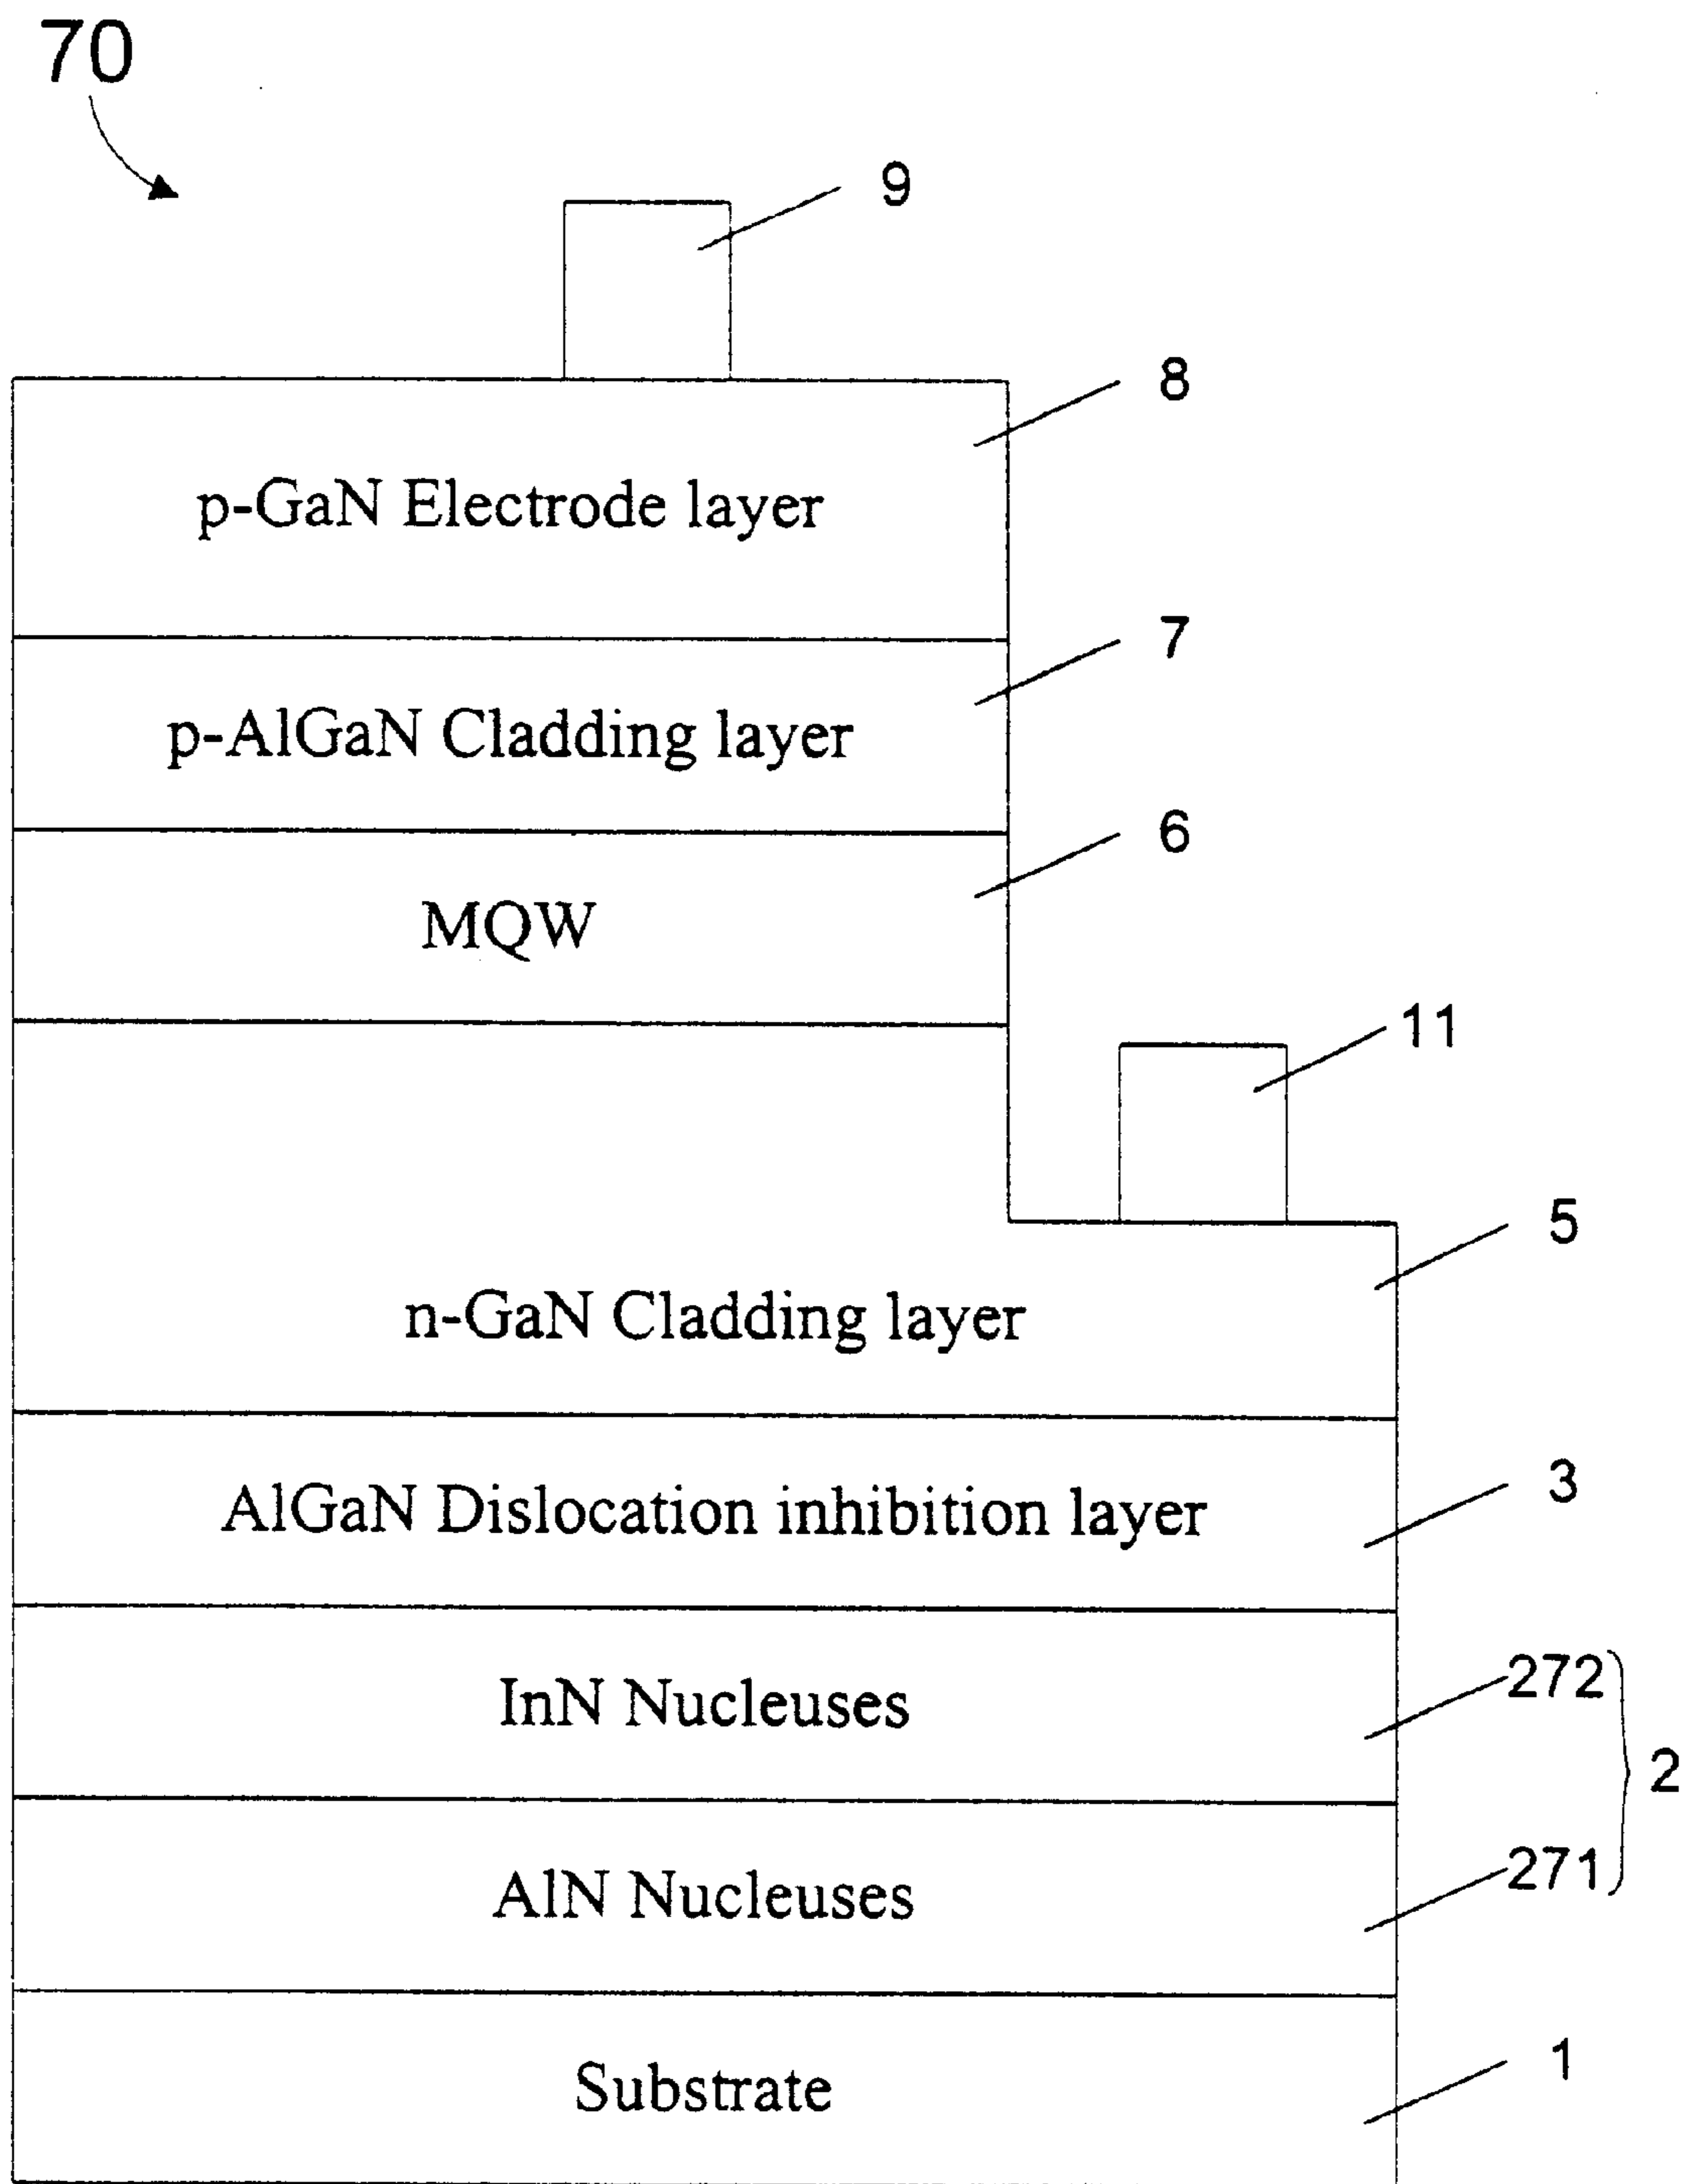 70
9
8
p-GaN Electrode layer
7
p-AlGaN Cladding layer
6
MQW
11
5
n-GaN Cladding layer
3
AlGaN Dislocation inhibition layer
272
InN Nucleuses
2
271
AlN Nucleuses
1
Substrate